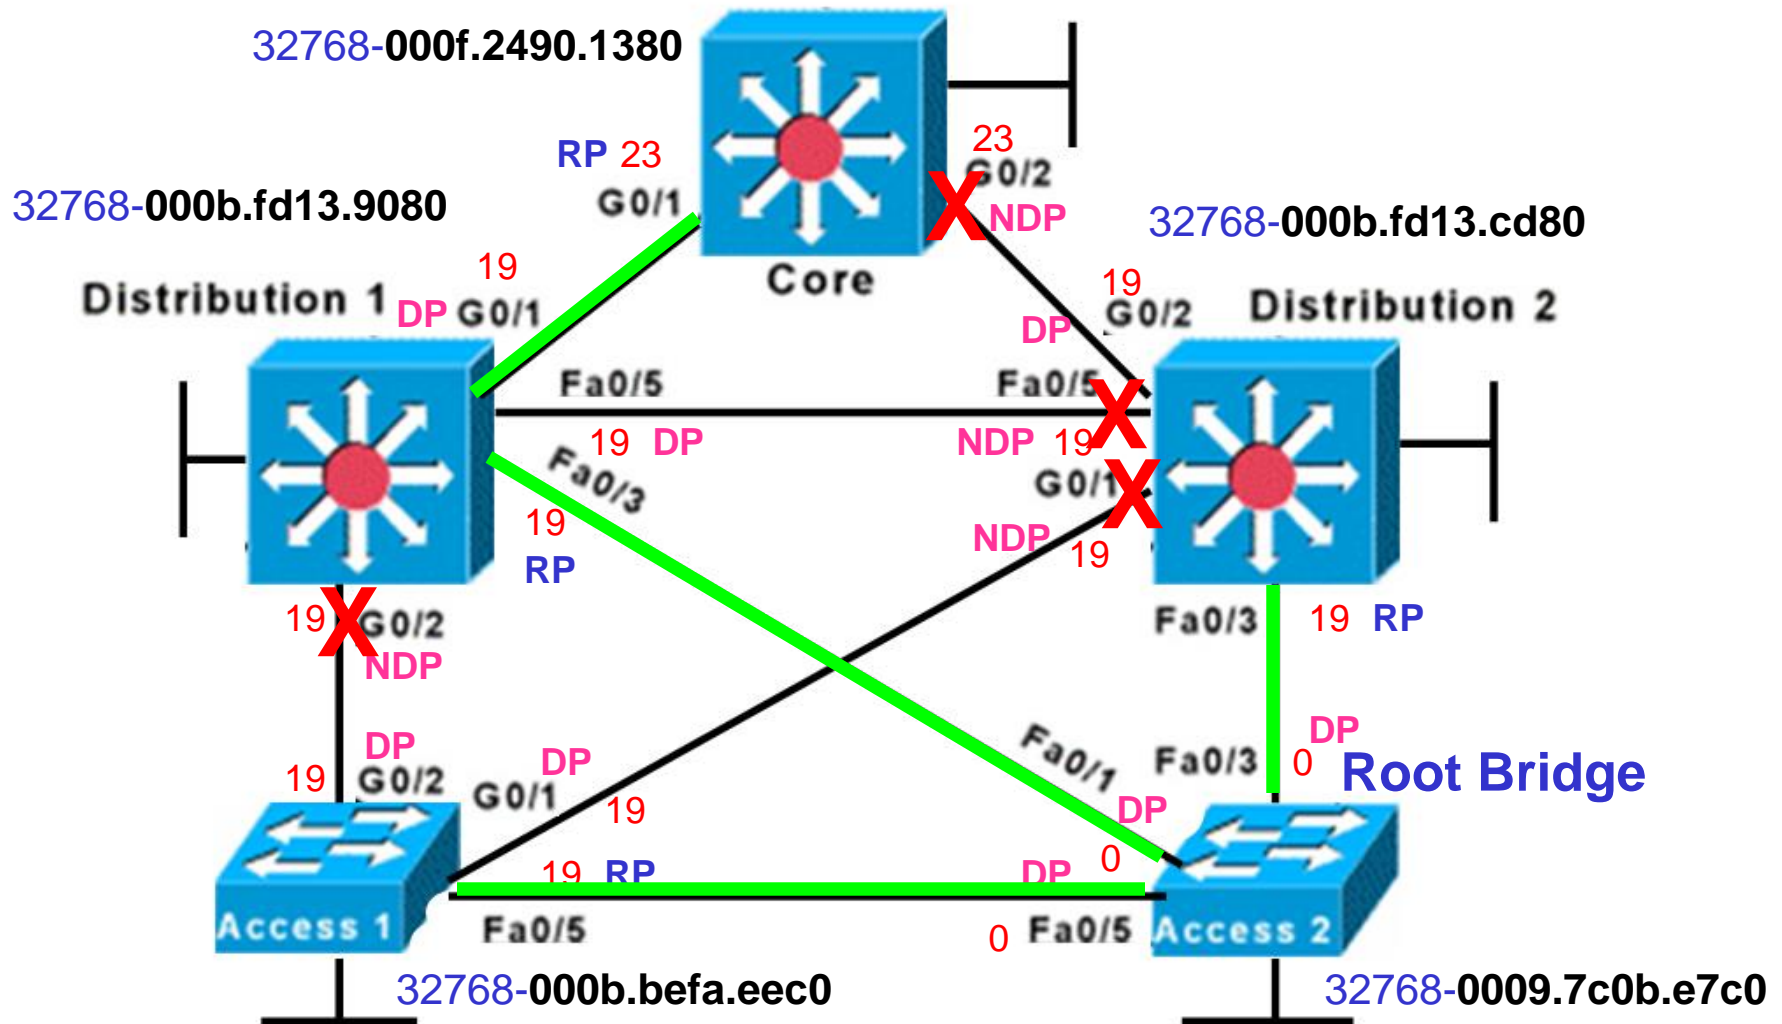 32768-000f.2490.1380
23
RP 23
G0/2
G0/1
NDP
32768-000b.fd13.9080
32768-000b.fd13.cd80
Core
19
19
Distribution 1
DP G0/1
G0/2
Distribution 2
DP
Fa0/5
Fa0/5
19 DP
NDP 19
Fa0/3
G0/1
X
X
X
19
NDP
19
RP
19
X
G0/2
NDP
Fa0/3
19 RP
DP
DP
DP
Fa0/1
Fa0/3
0
Root Bridge
19
G0/2
G0/1
19
DP
0
19 RP
DP
Access 1
Fa0/5
0
Fa0/5
Access 2
32768-000b.befa.eec0
32768-0009.7c0b.e7c0